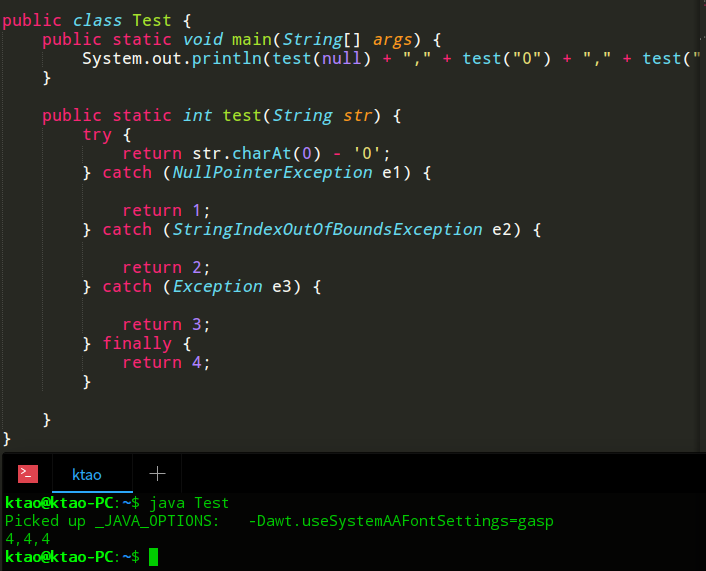 public class Test {
public static void main(String[] args) {
System.out.println(test(null) + "," + test("0") + "," + test("
}
public static int test(String str) {
try {
return str.charAt(0) - '0';
} catch (NullPointerException e1) {
return 1;
} catch (StringIndexOutOfBoundsException e2) {
return 2;
} catch (Exception e3) {
return 3;
} finally {
return 4;
}
}
}
ktao
ktao@ktao-PC:~$ java Test
Picked up _JAVA_OPTIONS:   -Dawt.useSystemAAFontSettings=gasp
4,4,4
ktao@ktao-PC:~$